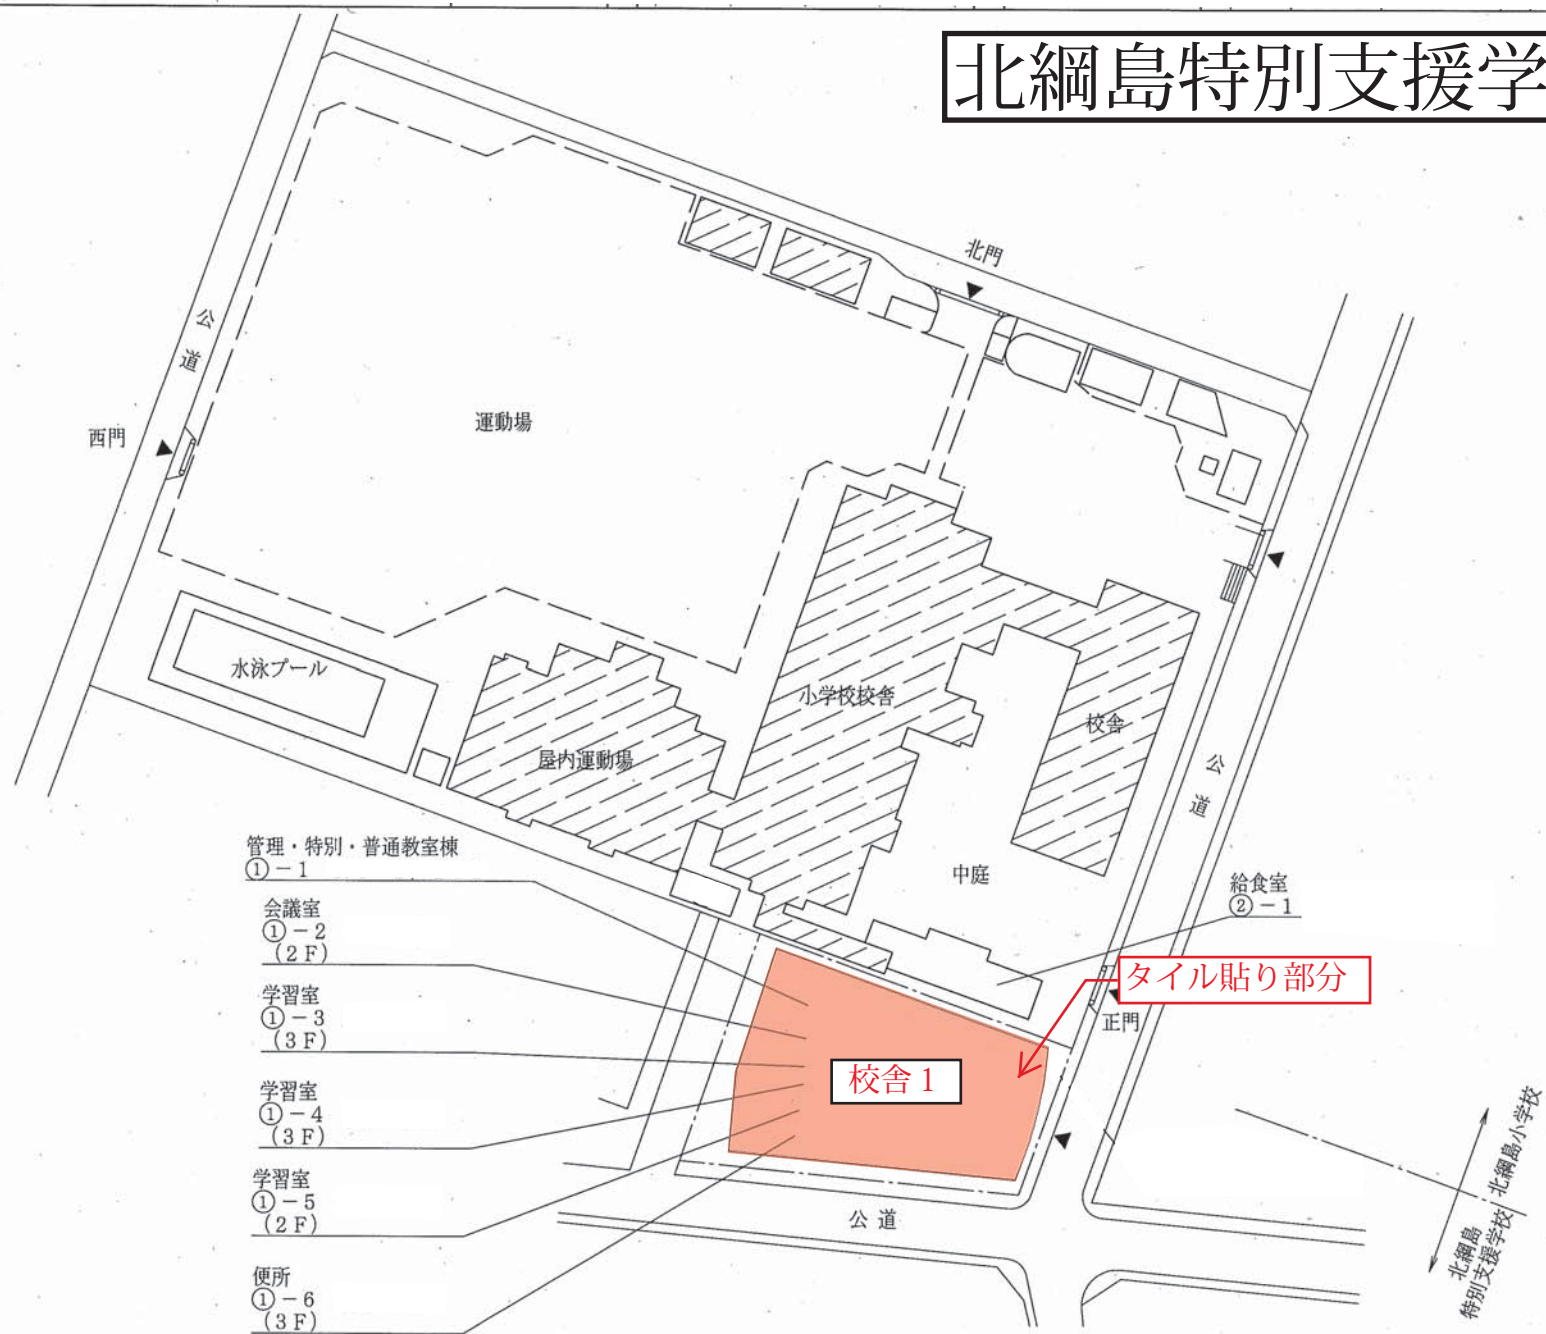 北綱島特別支援学
北門
公道
西門
運動場
水泳プール
小学校校舎
校舎
屋内運動場
公道
管理・特別・普通教室棟
①－1
中庭
給食室
②－1
会議室
①－2
(2F)
タイル貼り部分
学習室
①－3
(3F)
正門
校舎1
学習室
①－4
(3F)
北綱島小学校
学習室
①－5
(2F)
公道
北綱島
特別支援学校
便所
①－6
(3F)